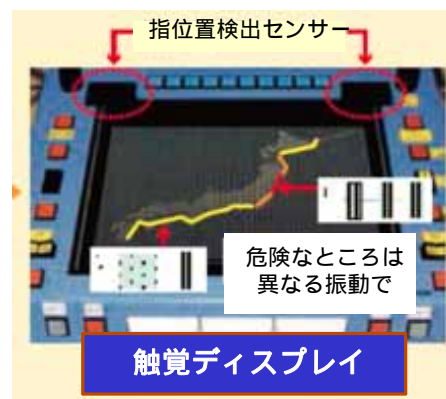 指位置検出センサー
危険なところは
異なる振動で
触覚ディスプレイ